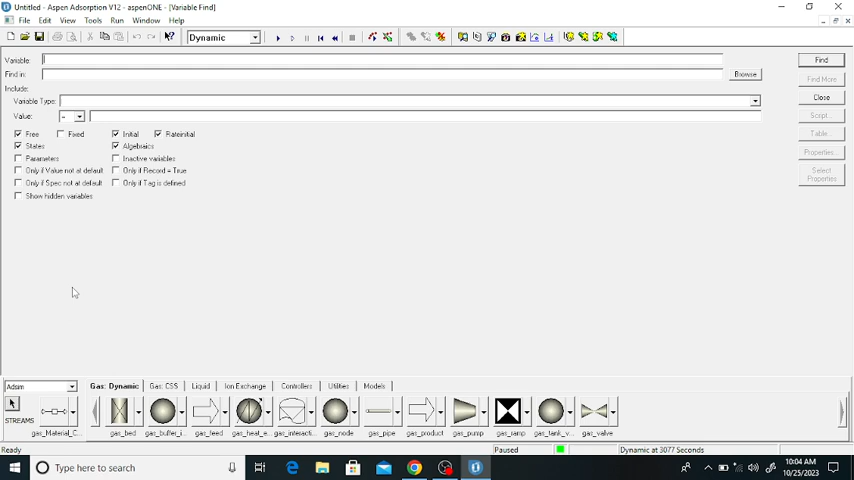 Untitled - Aspen Adsorption V12 - aspenONE - [Variable Find]
File Edit View Tools Run Window Help
Dynamic
Variable:
Find
Find in:
Browse
Find More
Include:
Close
Variable Type:
Value: =
Script...
Free Fixed Initial Rateinitial
Table...
States Algebraics
Parameters Inactive variables
Properties...
Only if Value not at default Only if Record = True
Select
Properties
Only if Spec not at default Only if Tag is defined
Show hidden variables
Adsim Gas: Dynamic Gas: CSS Liquid Ion Exchange Controllers Utilities Models
STREAMS
gas_Material_C... gas_bed gas_buffer_i... gas_feed gas_heat_e... gas_interacti... gas_node gas_pipe gas_product gas_pump gas_ramp gas_tank_v... gas_valve
Ready Paused Dynamic at 3077 Seconds
Type here to search
10:04 AM
10/25/2023